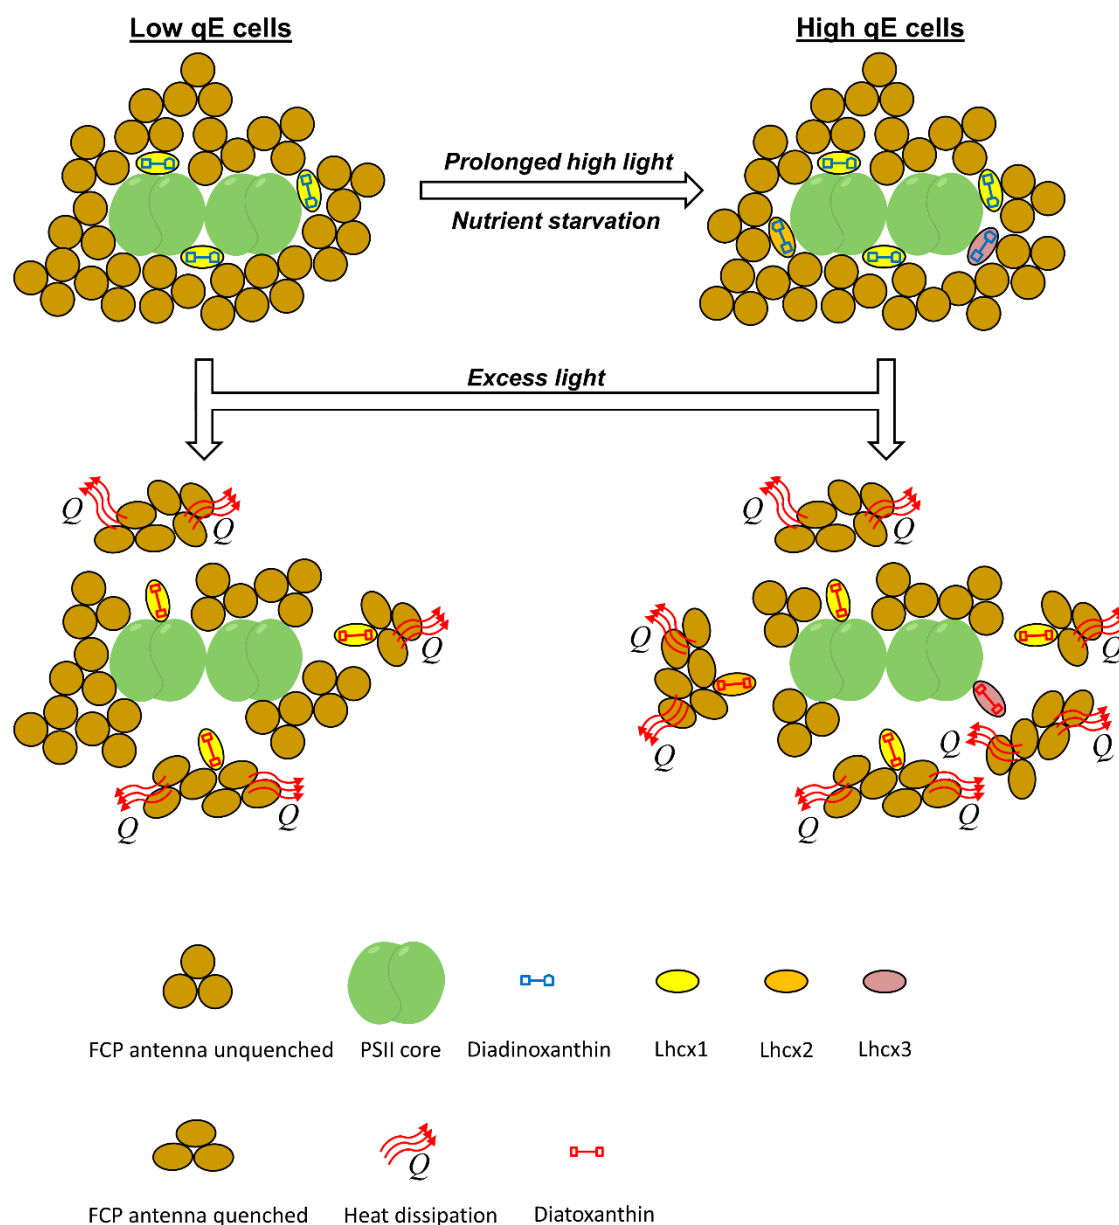 Low qE cells
High qE cells
Prolonged high light
Nutrient starvation
Excess light
Q
Q
Q
Q
Q
Q
Q
Q
Q
Q
Q
Q
Q
Q
FCP antenna unquenched
PSII core
Diadinoxanthin
Lhcx1
Lhcx2
Lhcx3
Q
FCP antenna quenched
Heat dissipation
Diatoxanthin